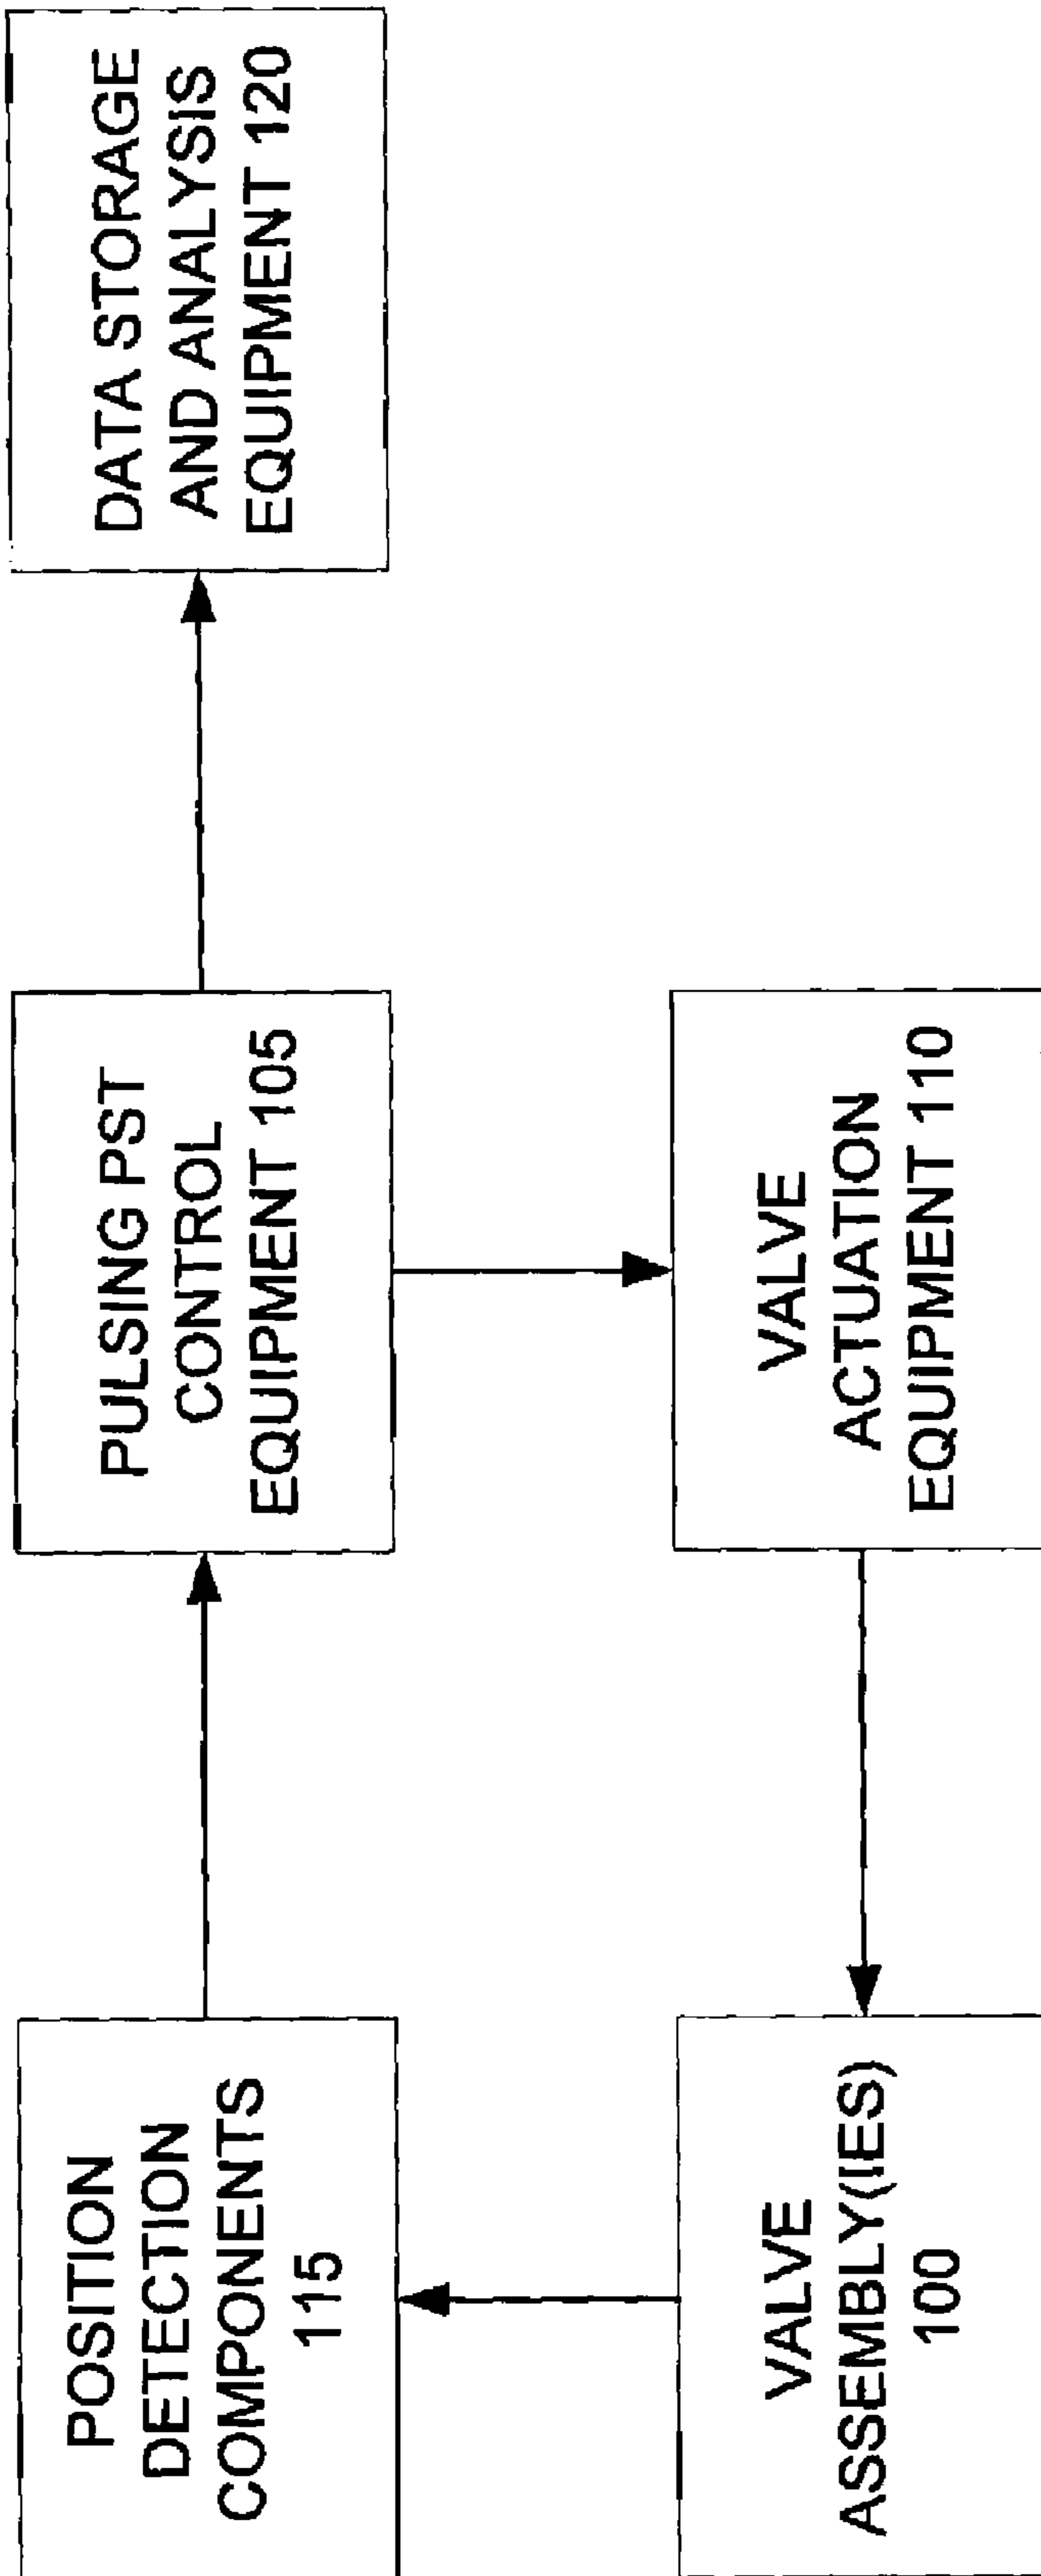 POSITION
DETECTION
COMPONENTS
115
PULSING PST
CONTROL
EQUIPMENT 105
DATA STORAGE
AND ANALYSIS
EQUIPMENT 120
VALVE
ASSEMBLY(IES)
100
VALVE
ACTUATION
EQUIPMENT 110